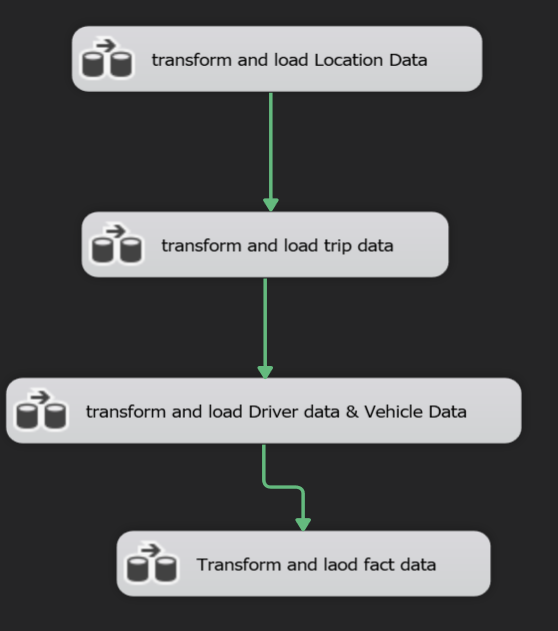 transform and load Location Data
transform and load trip data
transform and load Driver data & Vehicle Data
Transform and laod fact data